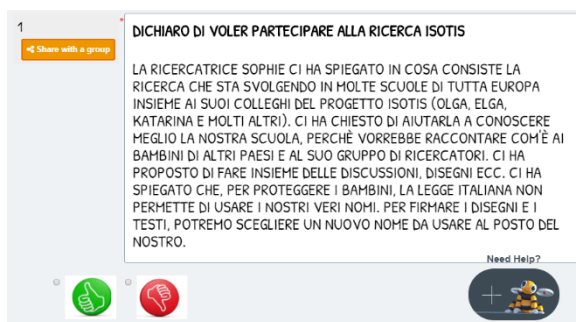 1
Share with a group
* DICHIARO DI VOLER PARTECIPARE ALLA RICERCA ISOTIS
LA RICERCATRICE SOPHIE CI HA SPIEGATO IN COSA CONSISTE LA
RICERCA CHE STA SVOLGENDO IN MOLTE SCUOLE DI TUTTA EUROPA
INSIEME AI SUOI COLLEGHI DEL PROGETTO ISOTIS (OLGA, ELGA,
KATARINA E MOLTI ALTRI). CI HA CHIESTO DI AIUTARLA A CONOSCERE
MEGLIO LA NOSTRA SCUOLA, PERCHÈ VORREBBE RACCONTARE COM'È AI
BAMBINI DI ALTRI PAESI E AL SUO GRUPPO DI RICERCATORI. CI HA
PROPOSTO DI FARE INSIEME DELLE DISCUSSIONI, DISEGNI ECC. CI HA
SPIEGATO CHE, PER PROTEGGERE I BAMBINI, LA LEGGE ITALIANA NON
PERMETTE DI USARE I NOSTRI VERI NOMI. PER FIRMARE I DISEGNI E I
TESTI, POTREMO SCEGLIERE UN NUOVO NOME DA USARE AL POSTO DEL
NOSTRO.
Need Help?